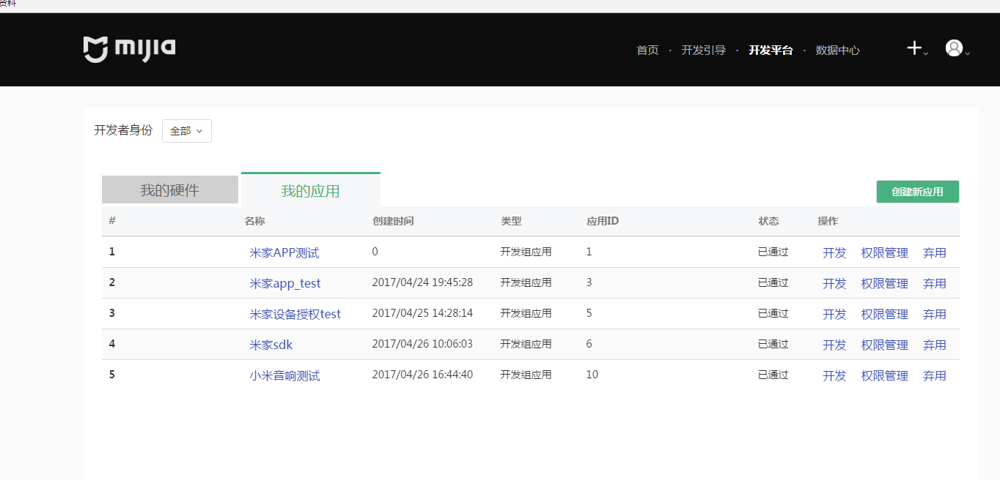 资料
mijia
首页 · 开发引导 · 开发平台 · 数据中心
开发者身份 全部
我的硬件 我的应用 创建新应用
# 名称 创建时间 类型 应用ID 状态 操作
1 米家APP测试 0 开发组应用 1 已通过 开发 权限管理 弃用
2 米家app_test 2017/04/24 19:45:28 开发组应用 3 已通过 开发 权限管理 弃用
3 米家设备授权test 2017/04/25 14:28:14 开发组应用 5 已通过 开发 权限管理 弃用
4 米家sdk 2017/04/26 10:06:03 开发组应用 6 已通过 开发 权限管理 弃用
5 小米音响测试 2017/04/26 16:44:40 开发组应用 10 已通过 开发 权限管理 弃用